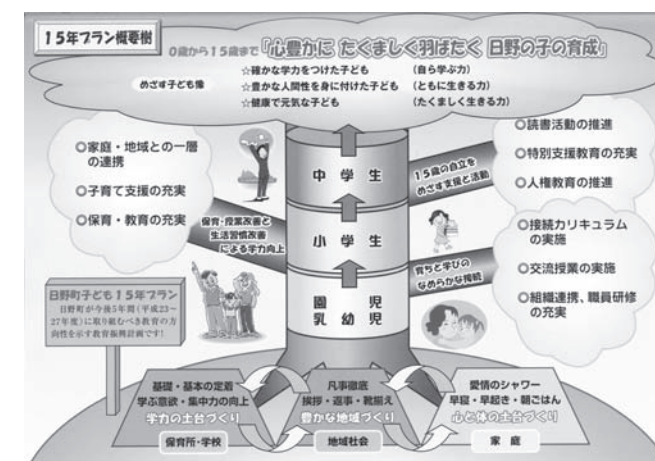 15年プラン概要樹
0歳から15歳まで『心豊かに たくましく羽ばたく 日野の子の育成』
めざす子ども像
☆確かな学力をつけた子ども (自ら学ぶ力)
☆豊かな人間性を身に付けた子ども (ともに生きる力)
☆健康で元気な子ども (たくましく生きる力)
◎家庭・地域との一層
の連携
◎子育て支援の充実
◎保育・教育の充実
保育・授業改善と
生活習慣改善
による学力向上
中学生
小学生
園児
乳幼児
15歳の自立を
めざす支援と活動
◎読書活動の推進
◎特別支援教育の充実
◎人権教育の推進
育ちと学びの
なめらかな接続
◎接続カリキュラム
の実施
◎交流授業の実施
◎組織連携、職員研修
の充実
日野町子ども15年プラン
日野町が今後5年間(平成23~
27年度)に取り組むべき教育の方
向性を示す教育振興計画です!
基礎・基本の定着
学ぶ意欲・集中力の向上
学力の土台づくり
保育所・学校
凡事徹底
挨拶・返事・靴揃え
豊かな地域づくり
地域社会
愛情のシャワー
早寝・早起き・朝ごはん
心と体の土台づくり
家庭